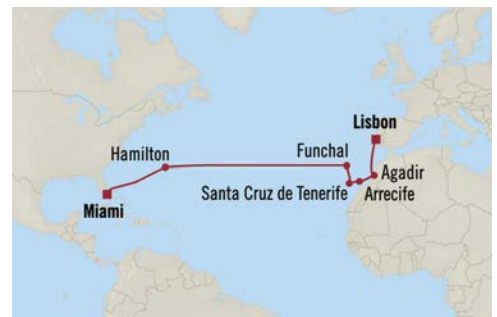 Lisbon
Hamilton
Funchal
Agadir
Santa Cruz de Tenerife
Arrecife
Miami